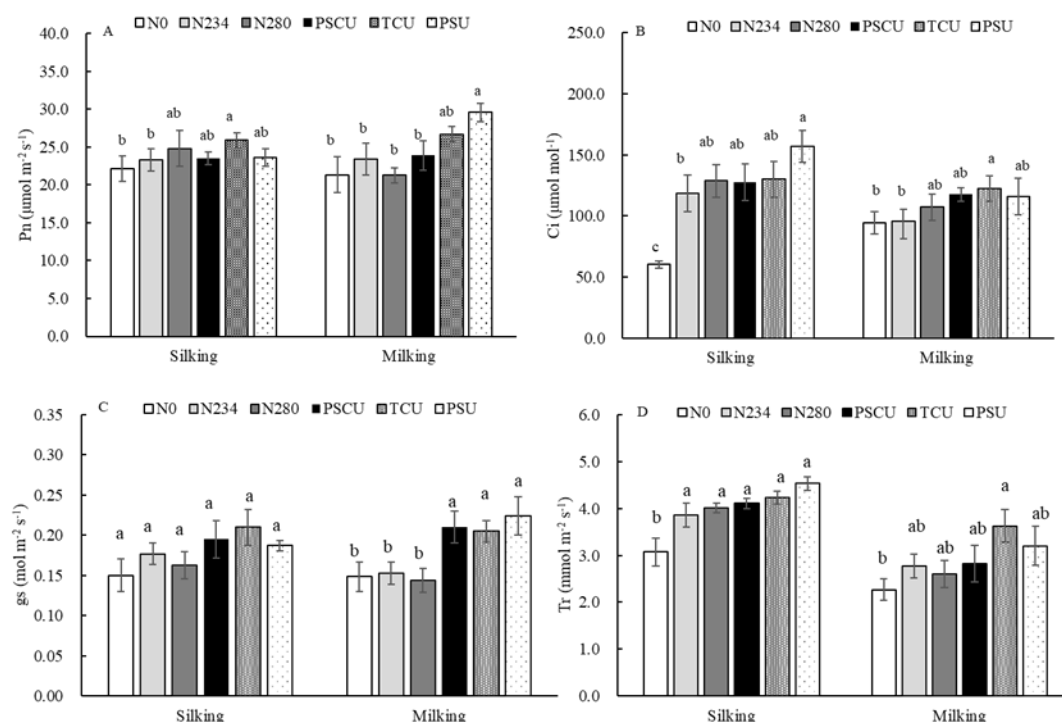 A
N0 N234 N280 PSCU TCU PSU
40.0
35.0
30.0
25.0
20.0
15.0
10.0
5.0
0.0
Pn (µmol m-2 s-1)
b b ab ab a ab
b b b b ab a
Silking Milking
B
N0 N234 N280 PSCU TCU PSU
250.0
200.0
150.0
100.0
50.0
0.0
Ci (µmol mol-1)
c b ab ab ab a
b b ab ab a ab
Silking Milking
C
N0 N234 N280 PSCU TCU PSU
0.35
0.30
0.25
0.20
0.15
0.10
0.05
0.00
gs (mol m-2 s-1)
a a a a a a
b b b a a a
Silking Milking
D
N0 N234 N280 PSCU TCU PSU
6.0
5.0
4.0
3.0
2.0
1.0
0.0
Tr (mmol m-2 s-1)
b a a a a a
b ab ab ab a ab
Silking Milking